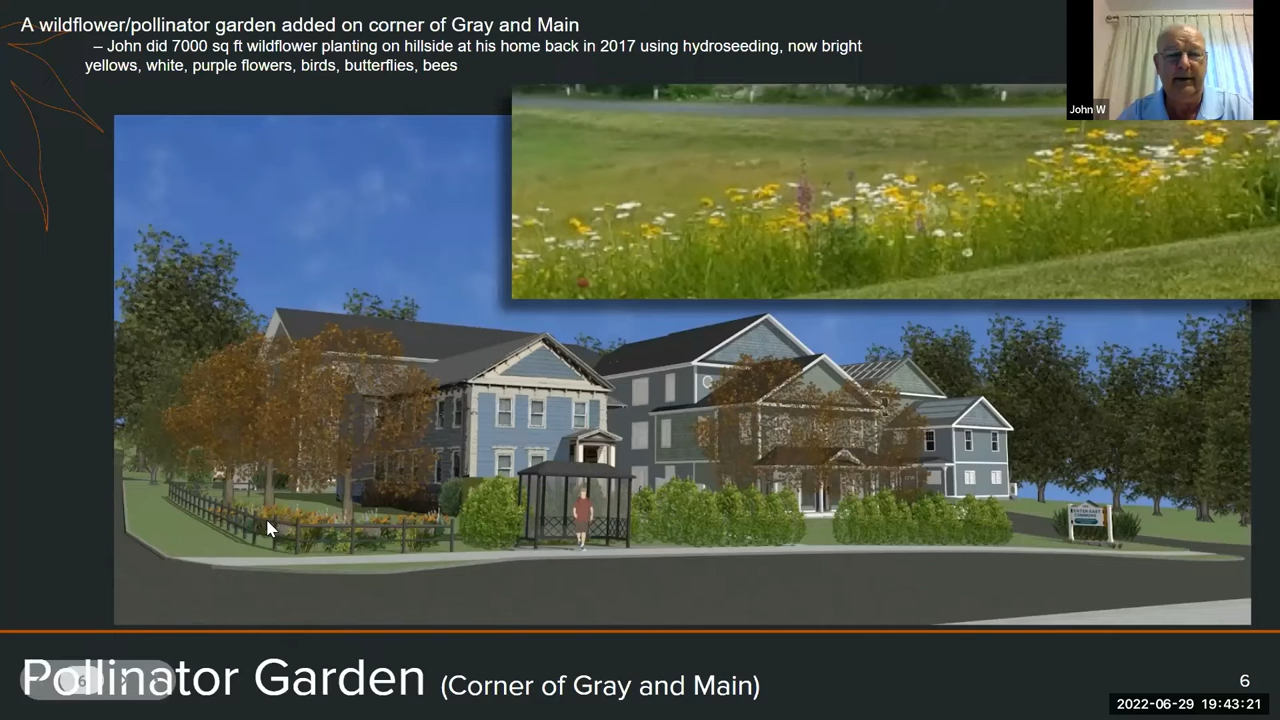 A wildflower/pollinator garden added on corner of Gray and Main
– John did 7000 sq ft wildflower planting on hillside at his home back in 2017 using hydroseeding, now bright
yellows, white, purple flowers, birds, butterflies, bees
John W
COMMONS
Pollinator Garden (Corner of Gray and Main)
6
6
2022-06-29 19:43:21